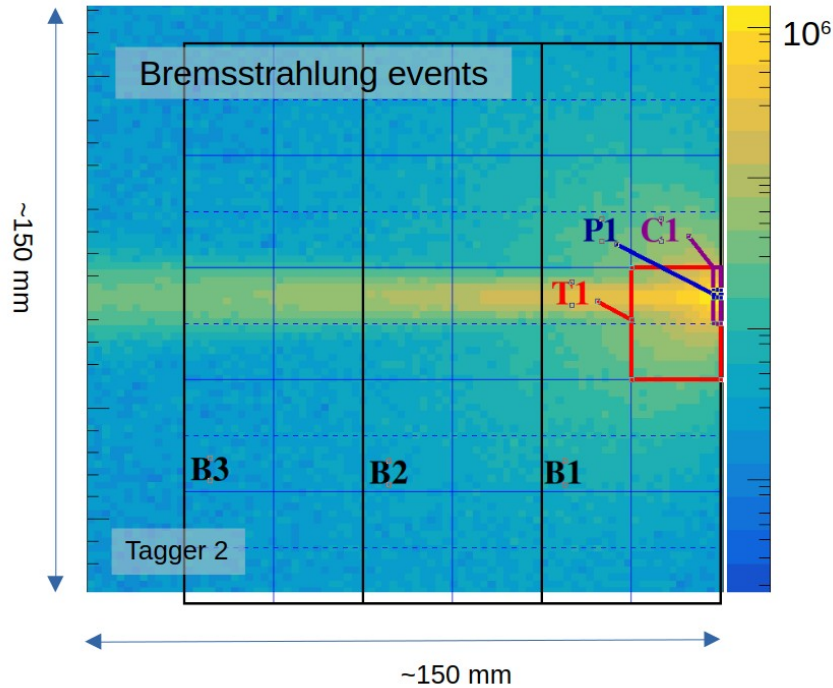 Bremsstrahlung events
10⁶
~150 mm
P1
C1
T1
B3
B2
B1
Tagger 2
~150 mm